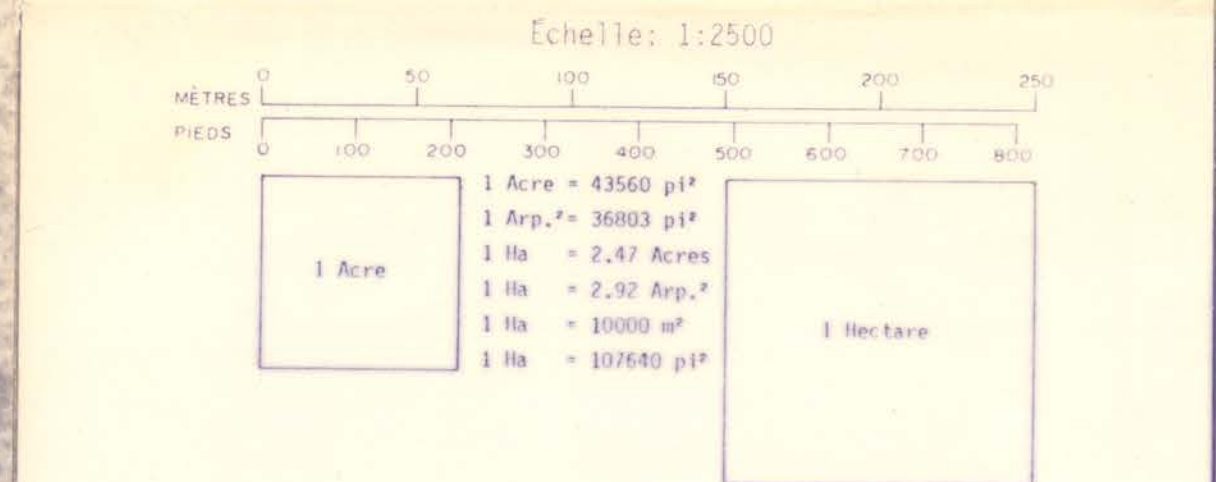 Échelle: 1:2500
0 50 100 150 200 250
MÈTRES
PIEDS
0 100 200 300 400 500 600 700 800
1 Acre = 43560 pi²
1 Arp.² = 36803 pi²
1 Ha = 2.47 Acres
1 Acre
1 Ha = 2.92 Arp.²
1 Ha = 10000 m²
1 Hectare
1 Ha = 107640 pi²